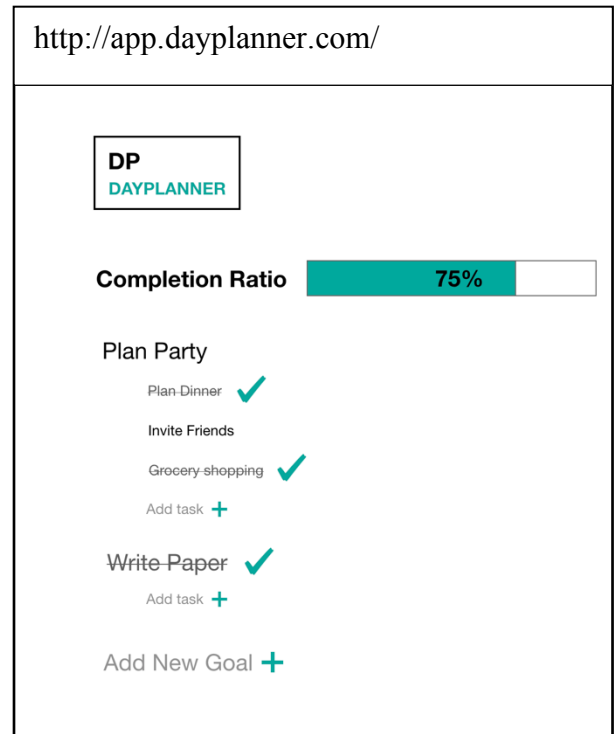 http://app.dayplanner.com/
DP
DAYPLANNER
Completion Ratio 75%
Plan Party
Plan Dinner
Invite Friends
Grocery shopping
Add task +
Write Paper
Add task +
Add New Goal +